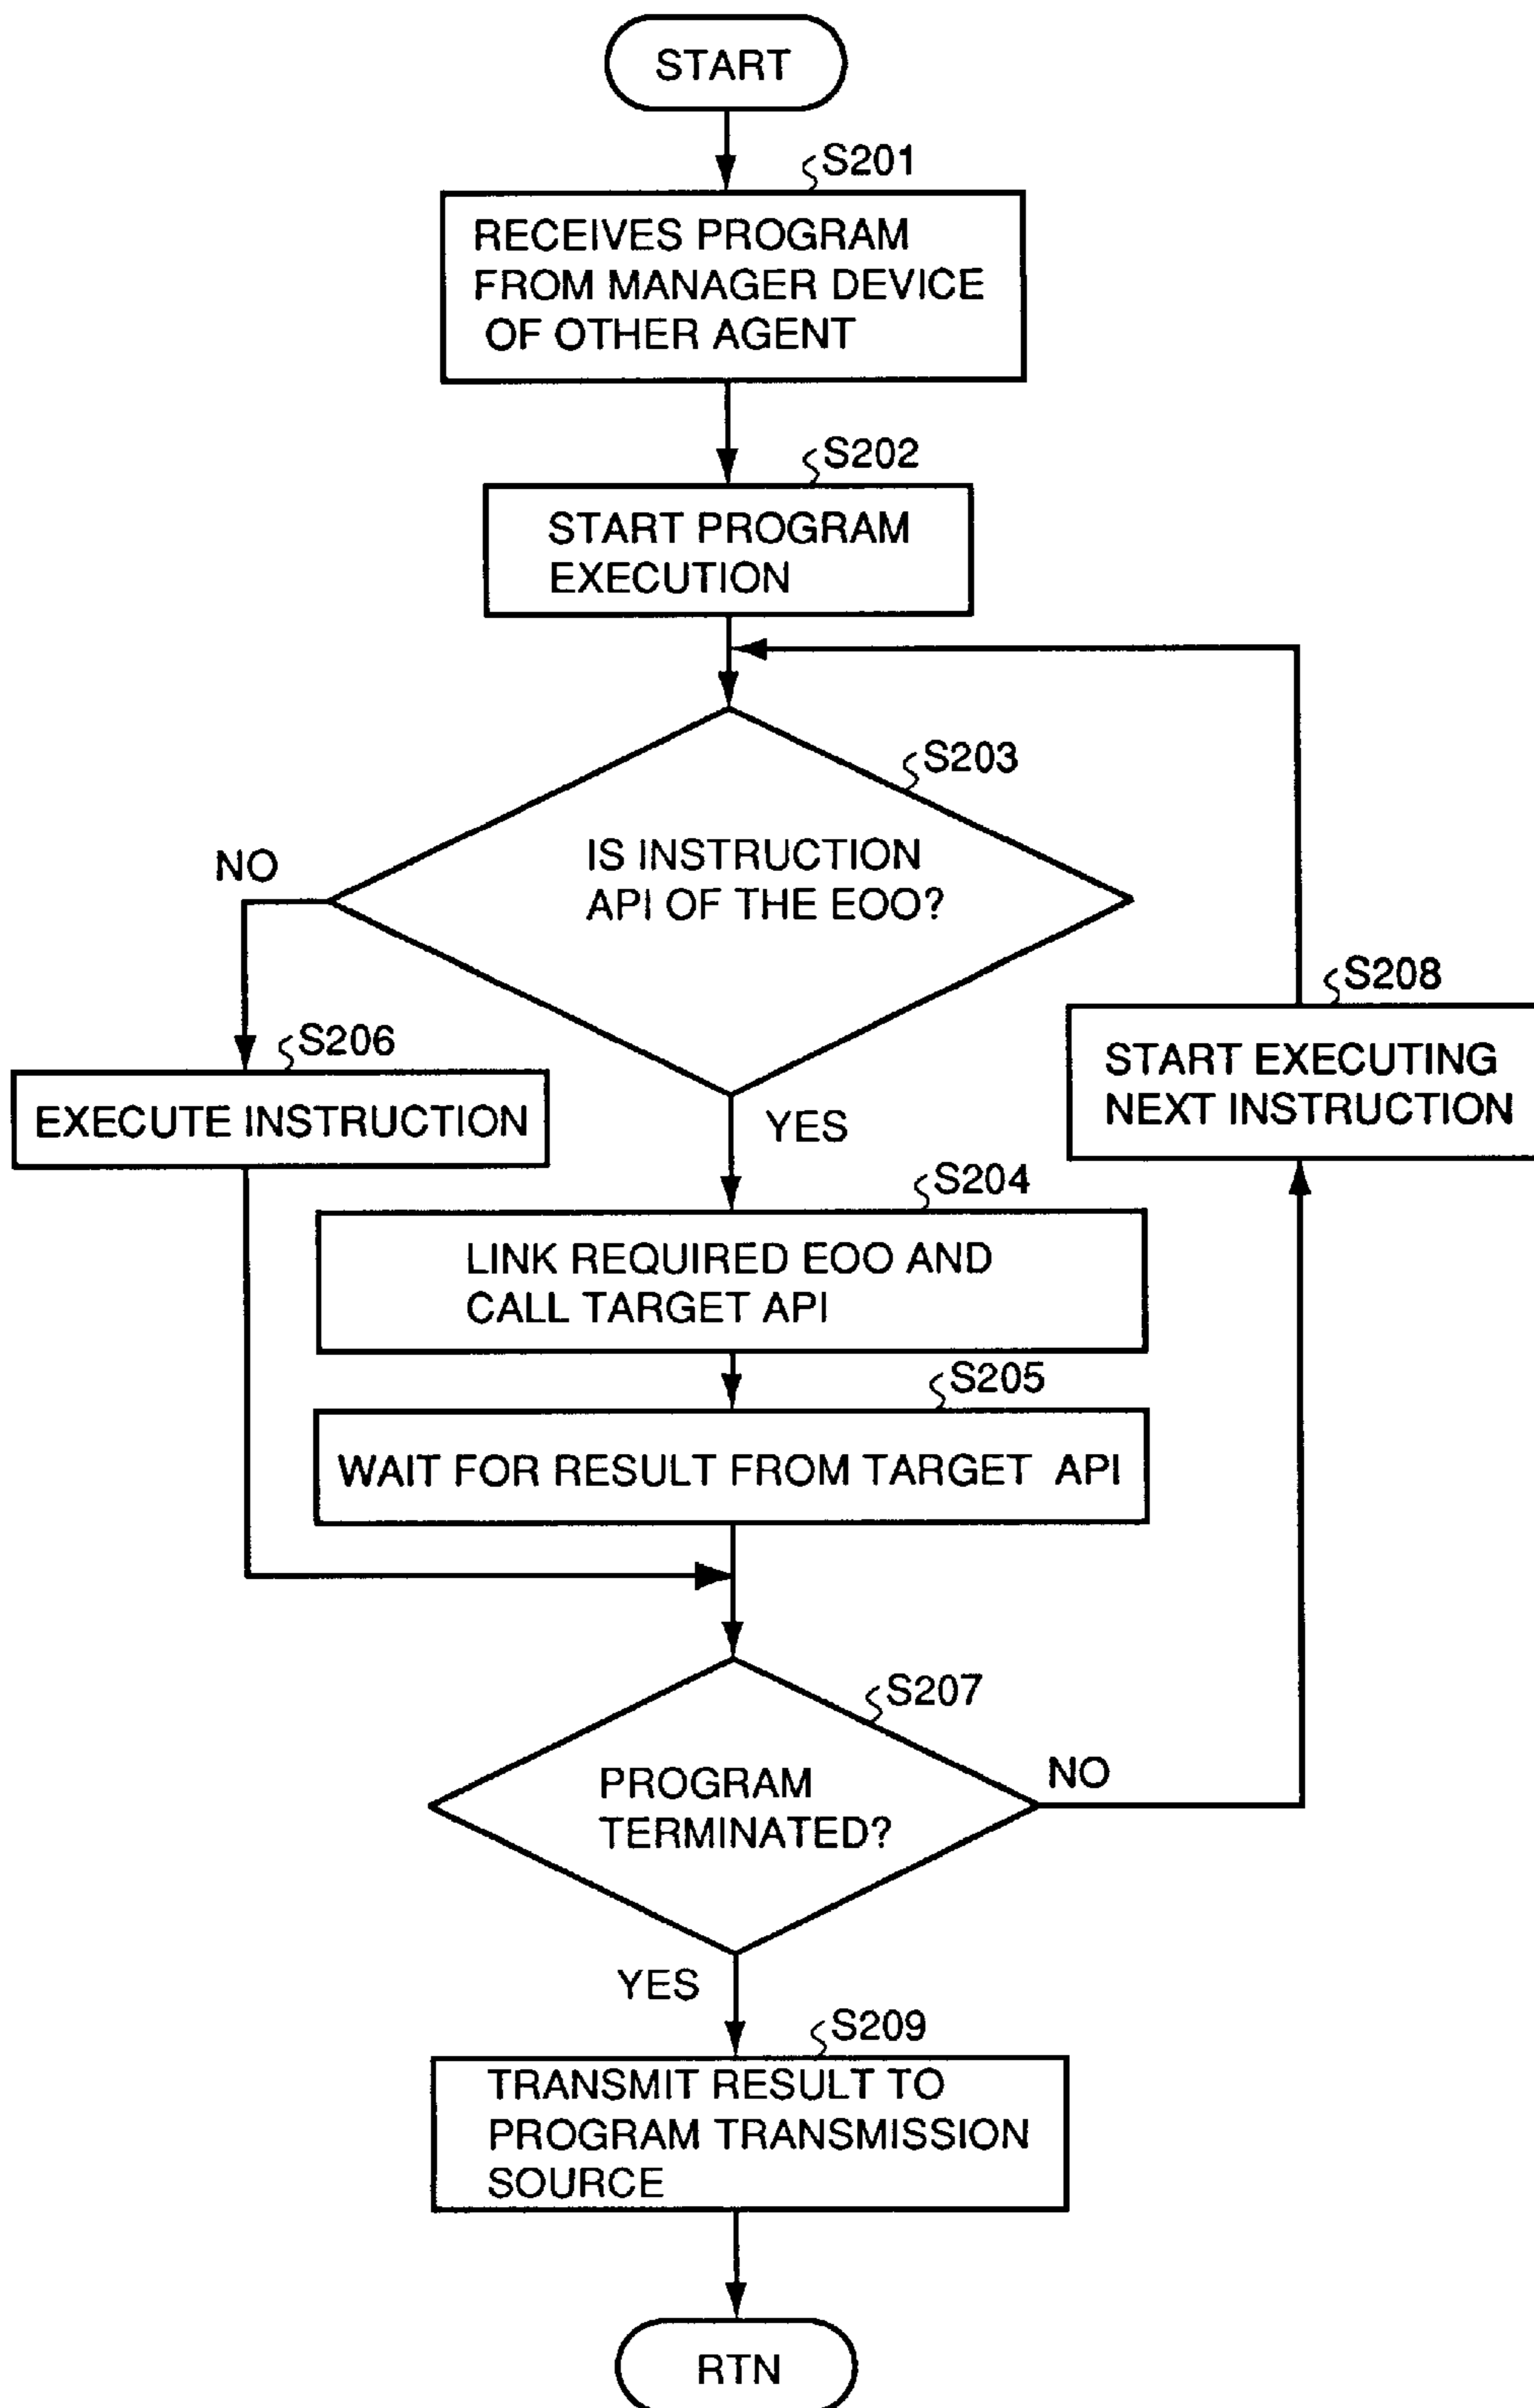 START
S201
RECEIVES PROGRAM
FROM MANAGER DEVICE
OF OTHER AGENT
S202
START PROGRAM
EXECUTION
S203
IS INSTRUCTION
API OF THE EOO?
NO
S208
START EXECUTING
NEXT INSTRUCTION
S206
EXECUTE INSTRUCTION
YES
S204
LINK REQUIRED EOO AND
CALL TARGET API
S205
WAIT FOR RESULT FROM TARGET API
S207
PROGRAM
TERMINATED?
NO
YES
S209
TRANSMIT RESULT TO
PROGRAM TRANSMISSION
SOURCE
RTN